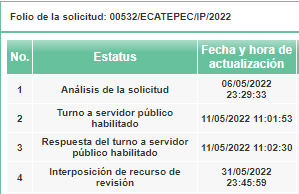 Folio de la solicitud: 00532/ECATEPEC/IP/2022
No. Estatus Fecha y hora de
actualización
1 Análisis de la solicitud 06/05/2022
23:29:33
2 Turno a servidor público
habilitado 11/05/2022 11:01:53
3 Respuesta del turno a servidor
público habilitado 11/05/2022 11:02:30
4 Interposición de recurso de
revisión 31/05/2022
23:45:59